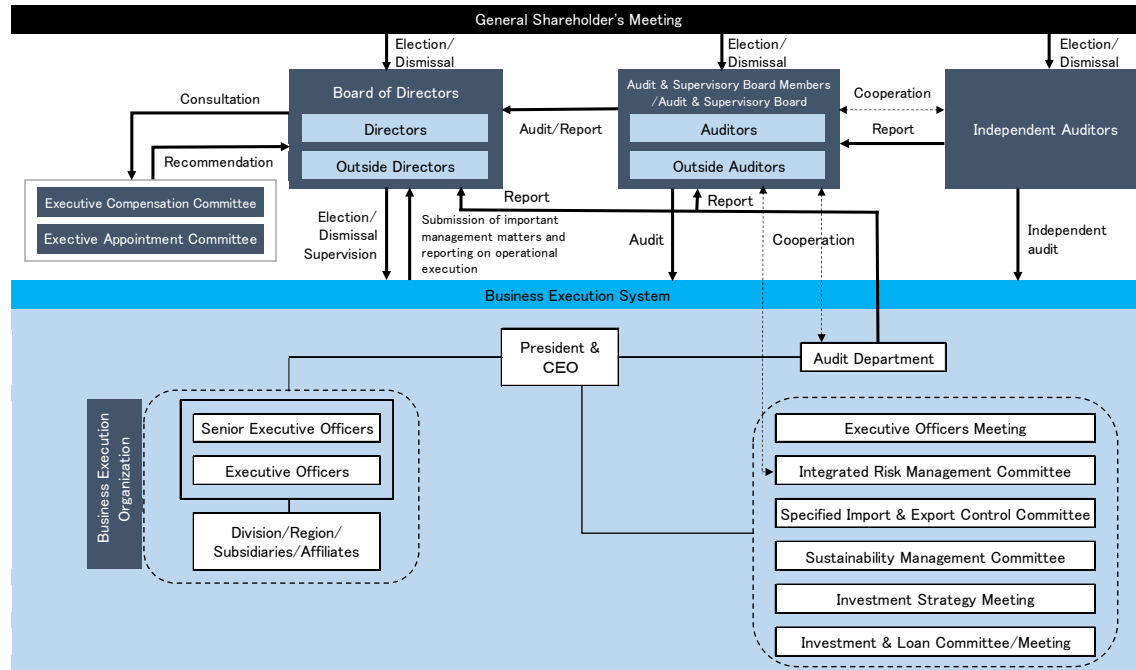 General Shareholder's Meeting
Election/
Dismissal
Election/
Dismissal
Election/
Dismissal
Board of Directors
Directors
Outside Directors
Audit & Supervisory Board Members
/Audit & Supervisory Board
Auditors
Outside Auditors
Independent Auditors
Consultation
Recommendation
Audit/Report
Cooperation
Report
Executive Compensation Committee
Exective Appointment Committee
Election/
Dismissal
Supervision
Report
Submission of important
management matters and
reporting on operational
execution
Audit
Report
Cooperation
Independent
audit
Business Execution System
President &
CEO
Audit Department
Business Execution
Organization
Senior Executive Officers
Executive Officers
Division/Region/
Subsidiaries/Affiliates
Executive Officers Meeting
Integrated Risk Management Committee
Specified Import & Export Control Committee
Sustainability Management Committee
Investment Strategy Meeting
Investment & Loan Committee/Meeting